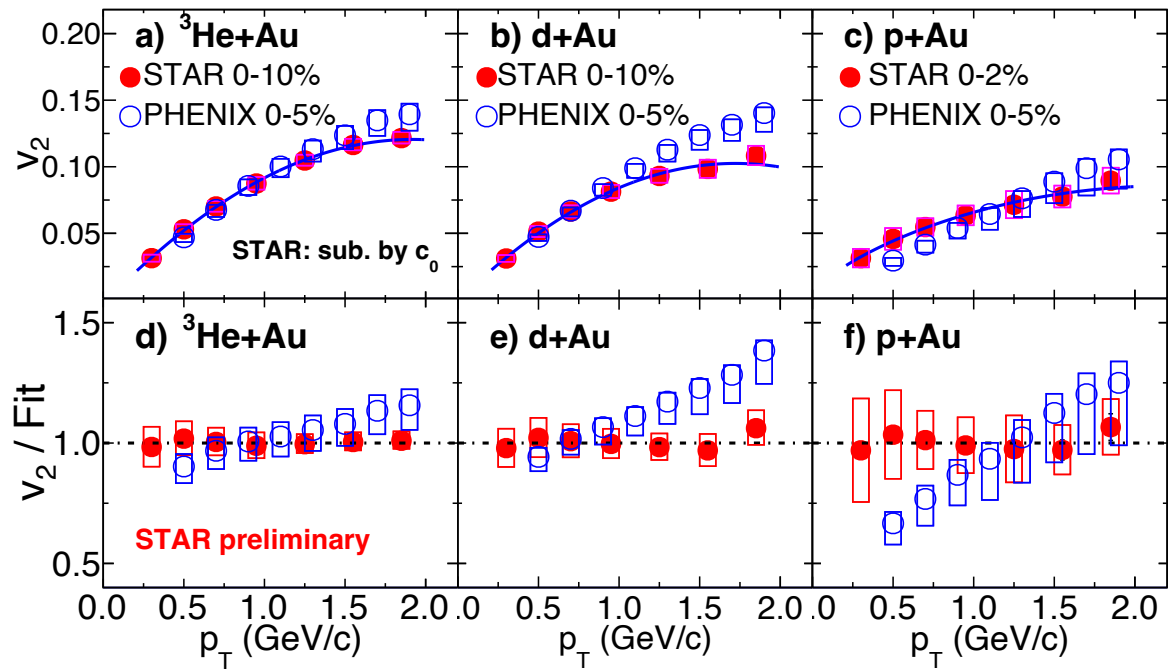 a) ³He+Au
STAR 0-10%
PHENIX 0-5%
STAR: sub. by c₀
b) d+Au
STAR 0-10%
PHENIX 0-5%
c) p+Au
STAR 0-2%
PHENIX 0-5%
0.20
0.15
0.10
0.05
v₂
d) ³He+Au
STAR preliminary
e) d+Au
f) p+Au
1.5
1.0
0.5
v₂ / Fit
0.0 0.5 1.0 1.5 2.0
0.5 1.0 1.5 2.0
0.0 0.5 1.0 1.5 2.0
p_T (GeV/c)
p_T (GeV/c)
p_T (GeV/c)